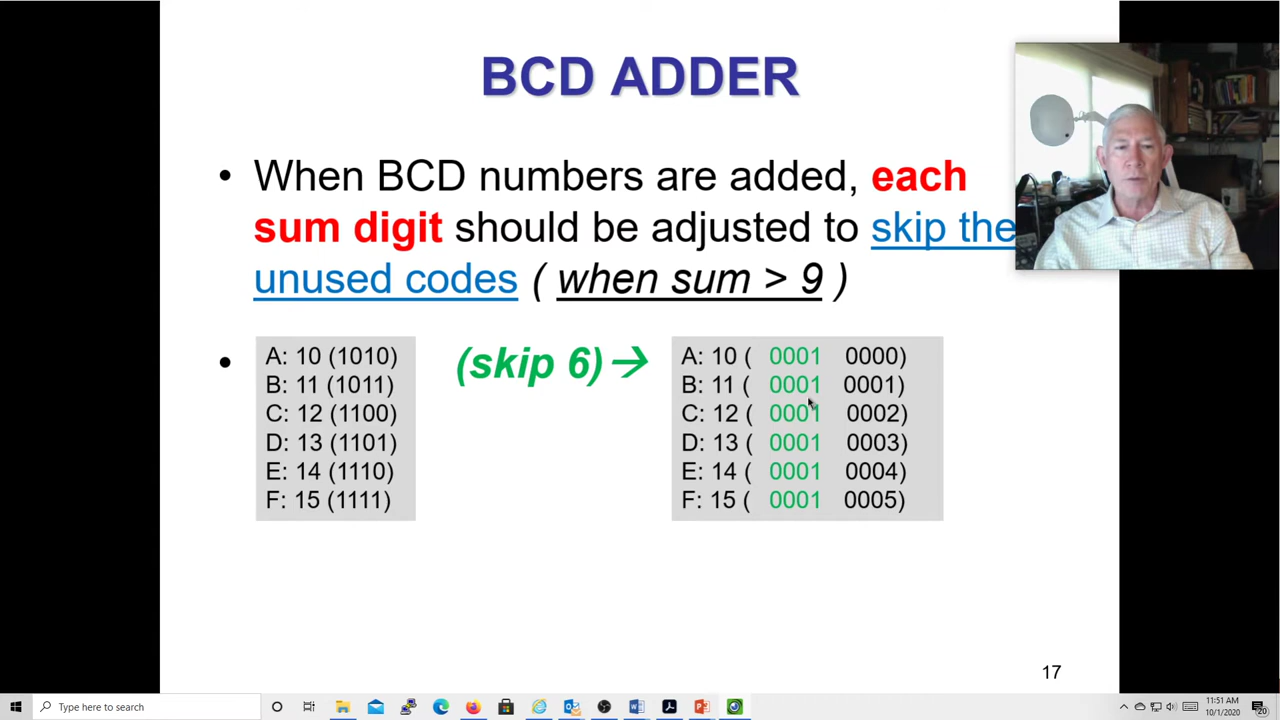 BCD ADDER
• When BCD numbers are added, each
sum digit should be adjusted to skip the
unused codes ( when sum > 9 )
•
A: 10 (1010)
B: 11 (1011)
C: 12 (1100)
D: 13 (1101)
E: 14 (1110)
F: 15 (1111)
(skip 6)→
A: 10 ( 0001 0000)
B: 11 ( 0001 0001)
C: 12 ( 0001 0002)
D: 13 ( 0001 0003)
E: 14 ( 0001 0004)
F: 15 ( 0001 0005)
17
Type here to search
11:51 AM
10/1/2020
20